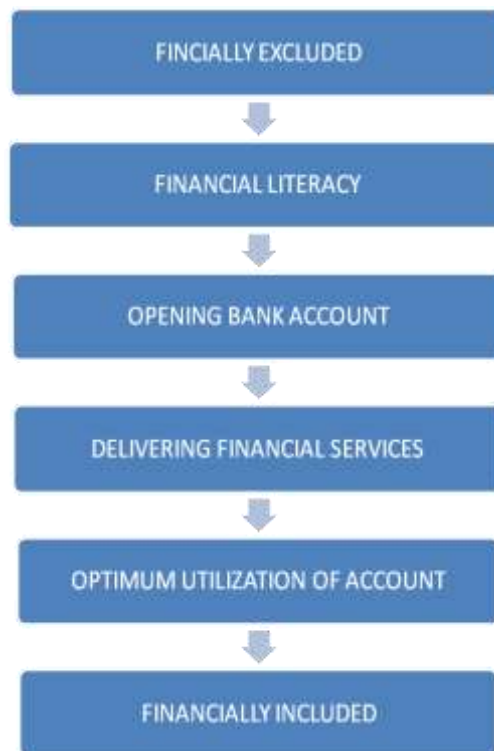 FINCIALLY EXCLUDED
FINANCIAL LITERACY
OPENING BANK ACCOUNT
DELIVERING FINANCIAL SERVICES
OPTIMUM UTILIZATION OF ACCOUNT
FINANCIALLY INCLUDED